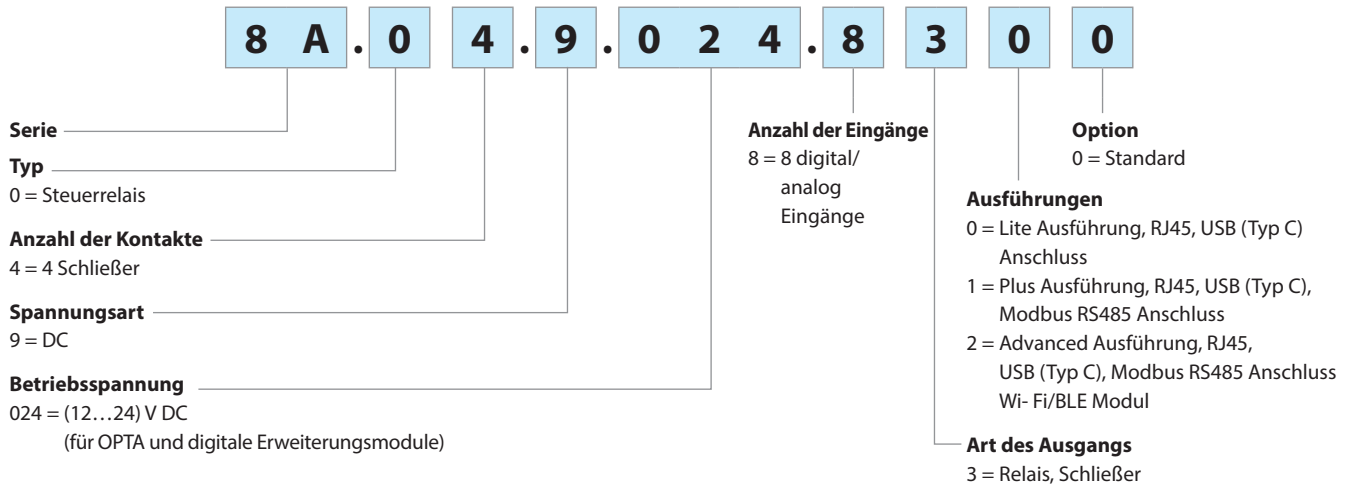 8 A . 0 4 . 9 . 0 2 4 . 8 3 0 0
Serie
Typ
0 = Steuerrelais
Anzahl der Kontakte
4 = 4 Schließer
Spannungsart
9 = DC
Betriebsspannung
024 = (12…24) V DC
(für OPTA und digitale Erweiterungsmodule)
Anzahl der Eingänge
8 = 8 digital/
analog
Eingänge
Option
0 = Standard
Ausführungen
0 = Lite Ausführung, RJ45, USB (Typ C)
Anschluss
1 = Plus Ausführung, RJ45, USB (Typ C),
Modbus RS485 Anschluss
2 = Advanced Ausführung, RJ45,
USB (Typ C), Modbus RS485 Anschluss
Wi- Fi/BLE Modul
Art des Ausgangs
3 = Relais, Schließer